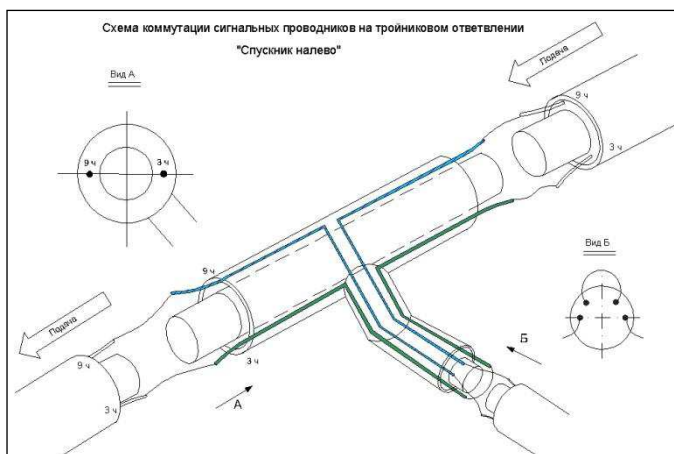 Схема коммутации сигнальных проводников на тройниковом ответвлении
"Спускник налево"
Вид А
9 ч
3 ч
Подача
9 ч
3 ч
Вид Б
9 ч
3 ч
Подача
9 ч
3 ч
А
Б